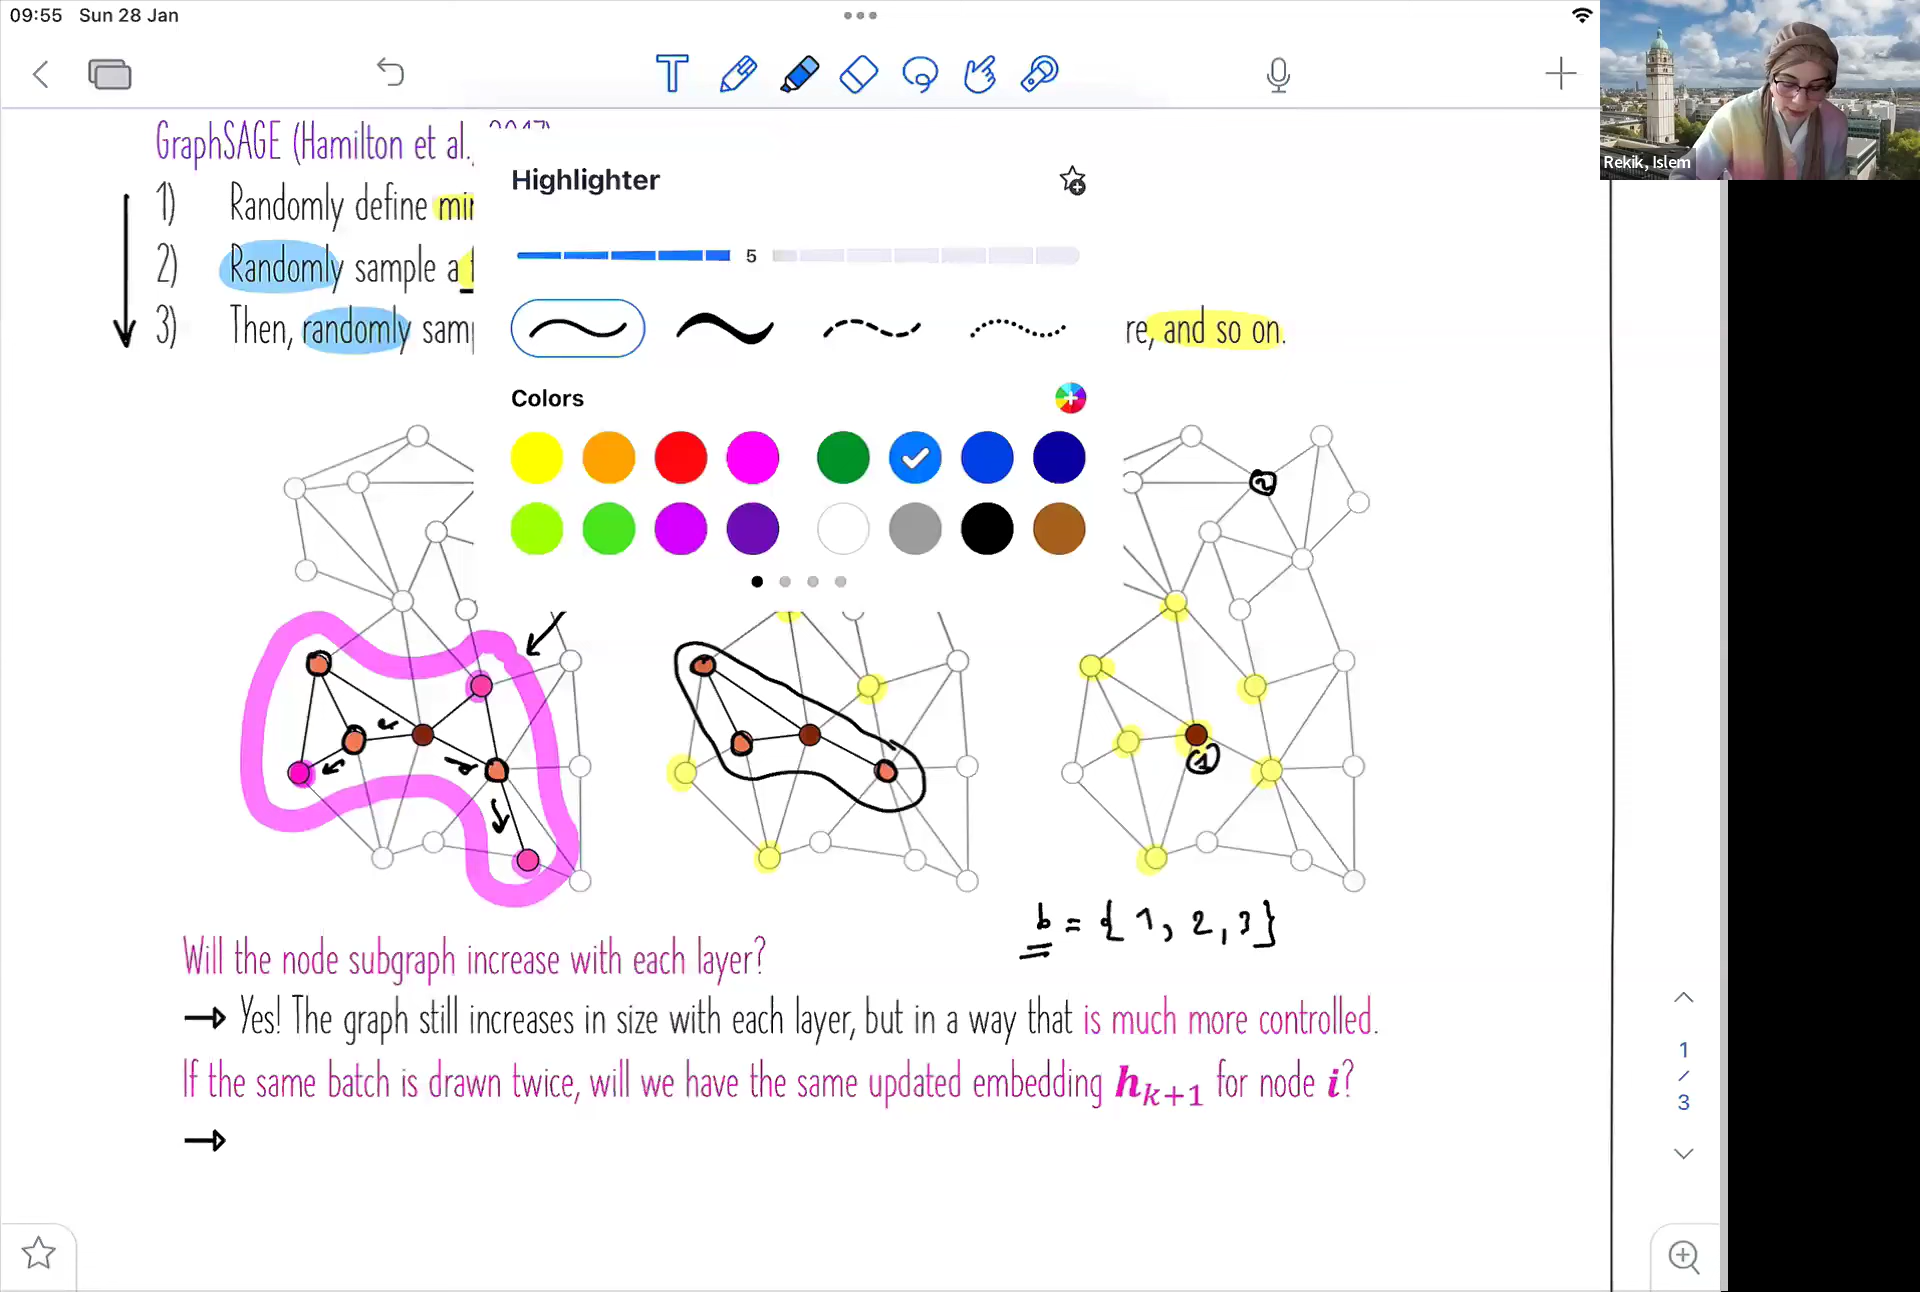 09:55 Sun 28 Jan
Rekik, Islem
GraphSAGE (Hamilton et al.,
1) Randomly define
2) Randomly sample a
3) Then, randomly
and so on.
Highlighter
5
Colors
2
1
b = { 1, 2, 3 }
Will the node subgraph increase with each layer?
→ Yes! The graph still increases in size with each layer, but in a way that is much more controlled.
If the same batch is drawn twice, will we have the same updated embedding h_{k+1} for node i?
→
1
/
3